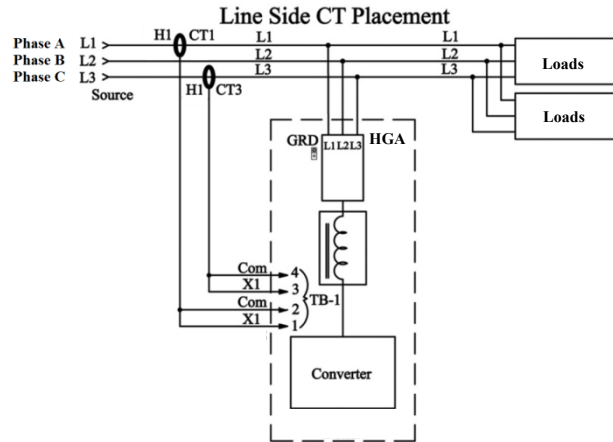 Line Side CT Placement
Phase A L1 H1 CT1 L1 L1
Phase B L2 L2 L2 Loads
Phase C L3 L3 L3
Source H1 CT3
Loads
GRD L1 L2 L3 HGA
Com 4
X1 3
TB-1
Com 2
X1 1
Converter